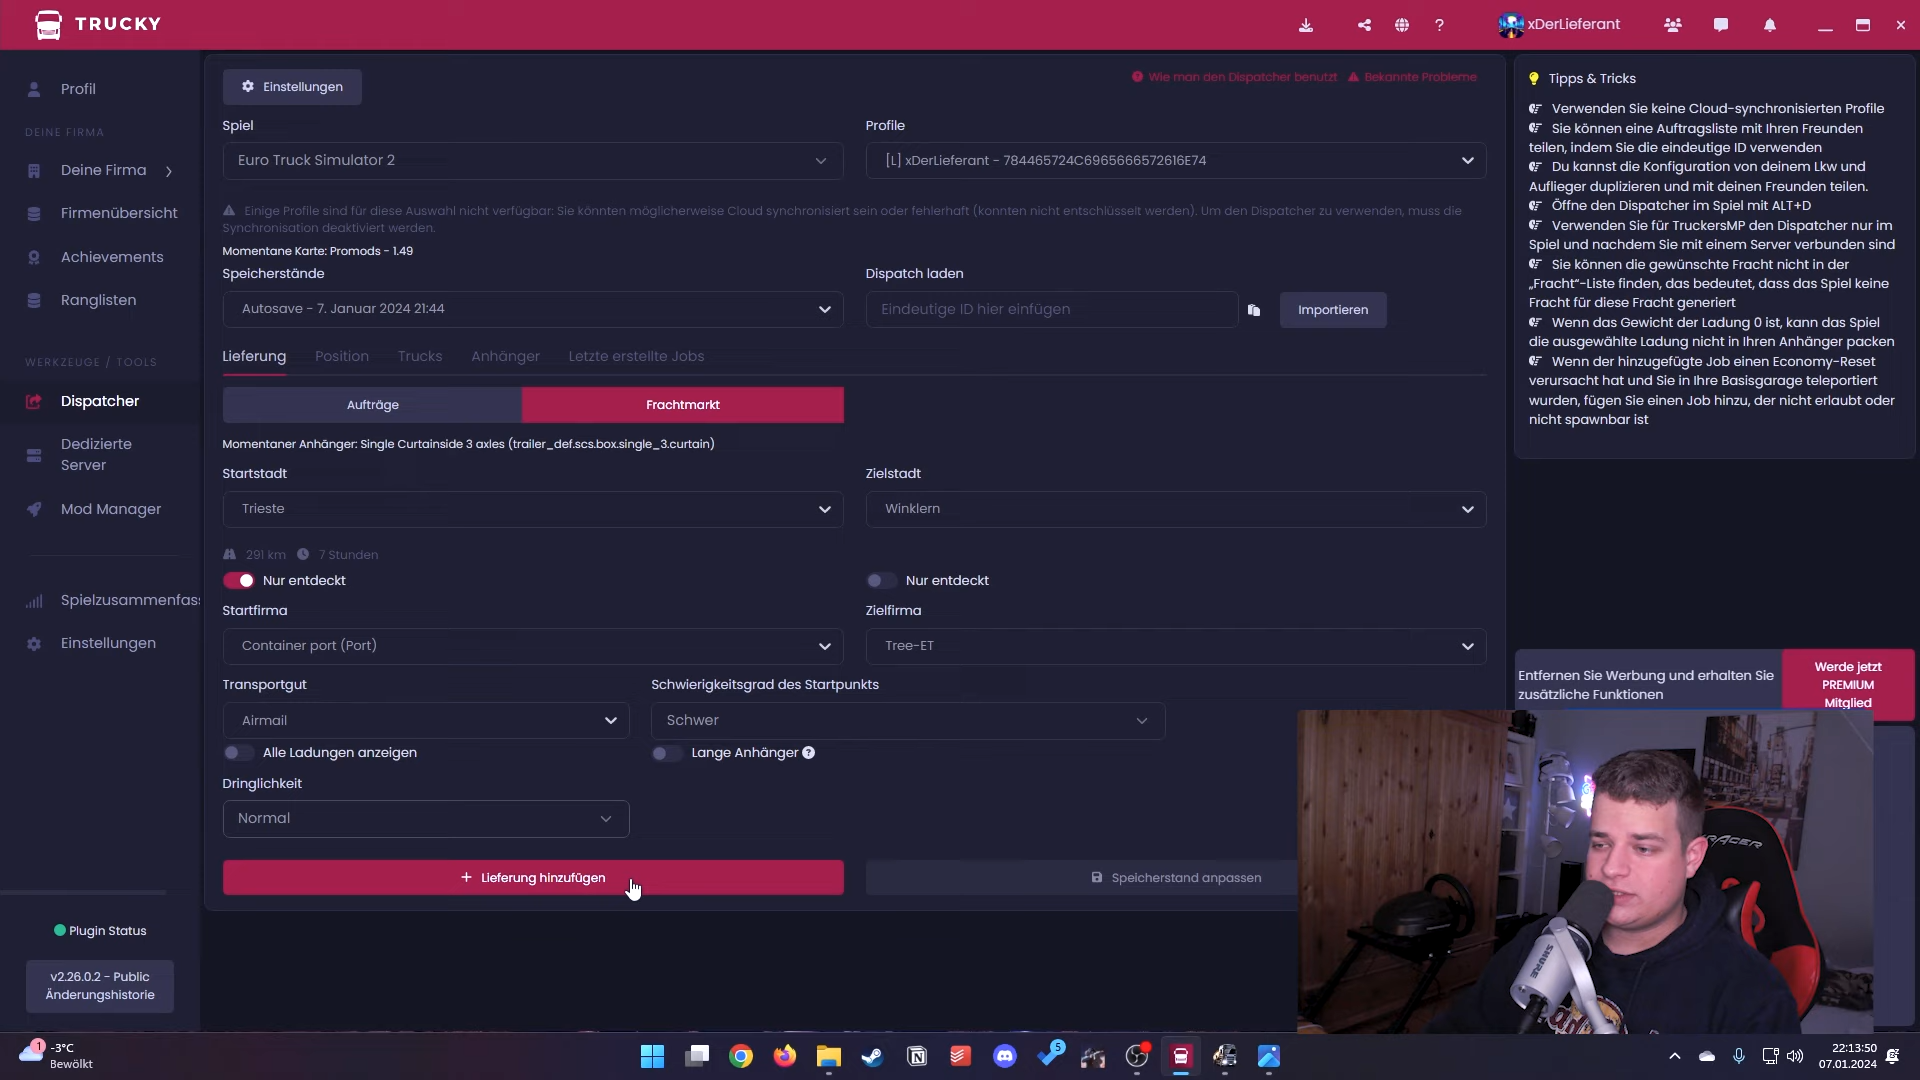 TRUCKY
xDerLieferant
Profil
DEINE FIRMA
Deine Firma
Firmenübersicht
Achievements
Ranglisten
WERKZEUGE / TOOLS
Dispatcher
Dedizierte
Server
Mod Manager
Spielzusammenfass
Einstellungen
Plugin Status
v2.26.0.2 - Public
Änderungshistorie
Einstellungen
Wie man den Dispatcher benutzt
Bekannte Probleme
Spiel
Profile
Euro Truck Simulator 2
[L] xDerLieferant - 784465724C6965666572616E74
Einige Profile sind für diese Auswahl nicht verfügbar: Sie könnten möglicherweise Cloud synchronisiert sein oder fehlerhaft (konnten nicht entschlüsselt werden). Um den Dispatcher zu verwenden, muss die
Synchronisation deaktiviert werden.
Momentane Karte: Promods - 1.49
Speicherstände
Dispatch laden
Autosave - 7. Januar 2024 21:44
Eindeutige ID hier einfügen
Importieren
Lieferung
Position
Trucks
Anhänger
Letzte erstellte Jobs
Aufträge
Frachtmarkt
Momentaner Anhänger: Single Curtainside 3 axles (trailer_def.scs.box.single_3.curtain)
Startstadt
Zielstadt
Trieste
Winklern
291 km
7 Stunden
Nur entdeckt
Nur entdeckt
Startfirma
Zielfirma
Container port (Port)
Tree-ET
Transportgut
Schwierigkeitsgrad des Startpunkts
Airmail
Schwer
Alle Ladungen anzeigen
Lange Anhänger
Dringlichkeit
Normal
+ Lieferung hinzufügen
Speicherstand anpassen
Tipps & Tricks
Verwenden Sie keine Cloud-synchronisierten Profile
Sie können eine Auftragsliste mit Ihren Freunden
teilen, indem Sie die eindeutige ID verwenden
Du kannst die Konfiguration von deinem Lkw und
Auflieger duplizieren und mit deinen Freunden teilen.
Öffne den Dispatcher im Spiel mit ALT+D
Verwenden Sie für TruckersMP den Dispatcher nur im
Spiel und nachdem Sie mit einem Server verbunden sind
Sie können die gewünschte Fracht nicht in der
„Fracht“-Liste finden, das bedeutet, dass das Spiel keine
Fracht für diese Fracht generiert
Wenn das Gewicht der Ladung 0 ist, kann das Spiel
die ausgewählte Ladung nicht in Ihren Anhänger packen
Wenn der hinzugefügte Job einen Economy-Reset
verursacht hat und Sie in Ihre Basisgarage teleportiert
wurden, fügen Sie einen Job hinzu, der nicht erlaubt oder
nicht spawnbar ist
Entfernen Sie Werbung und erhalten Sie
zusätzliche Funktionen
Werde jetzt
PREMIUM
Mitglied
SHURE
1
-3°C
Bewölkt
5
22:13:50
07.01.2024